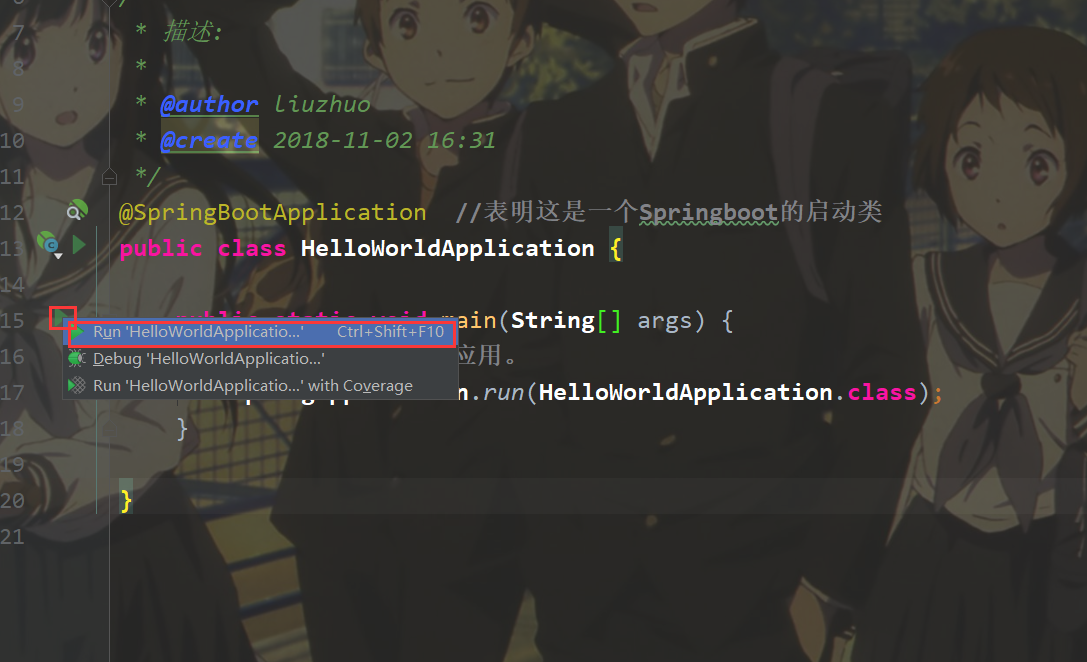 7 * 描述:
8 *
9 * @author liuzhuo
10 * @create 2018-11-02 16:31
11 */
12 @SpringBootApplication //表明这是一个Springboot的启动类
13 public class HelloWorldApplication {
14
15 main(String[] args) {
Run 'HelloWorldApplicatio...' Ctrl+Shift+F10
16 应用。
Debug 'HelloWorldApplicatio...'
Run 'HelloWorldApplicatio...' with Coverage
17 .run(HelloWorldApplication.class);
18 }
19
20 }
21